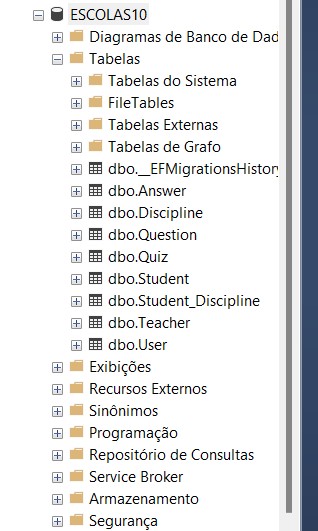 ESCOLAS10
Diagramas de Banco de Dad
Tabelas
Tabelas do Sistema
FileTables
Tabelas Externas
Tabelas de Grafo
dbo.__EFMigrationsHistory
dbo.Answer
dbo.Discipline
dbo.Question
dbo.Quiz
dbo.Student
dbo.Student_Discipline
dbo.Teacher
dbo.User
Exibições
Recursos Externos
Sinônimos
Programação
Repositório de Consultas
Service Broker
Armazenamento
Segurança